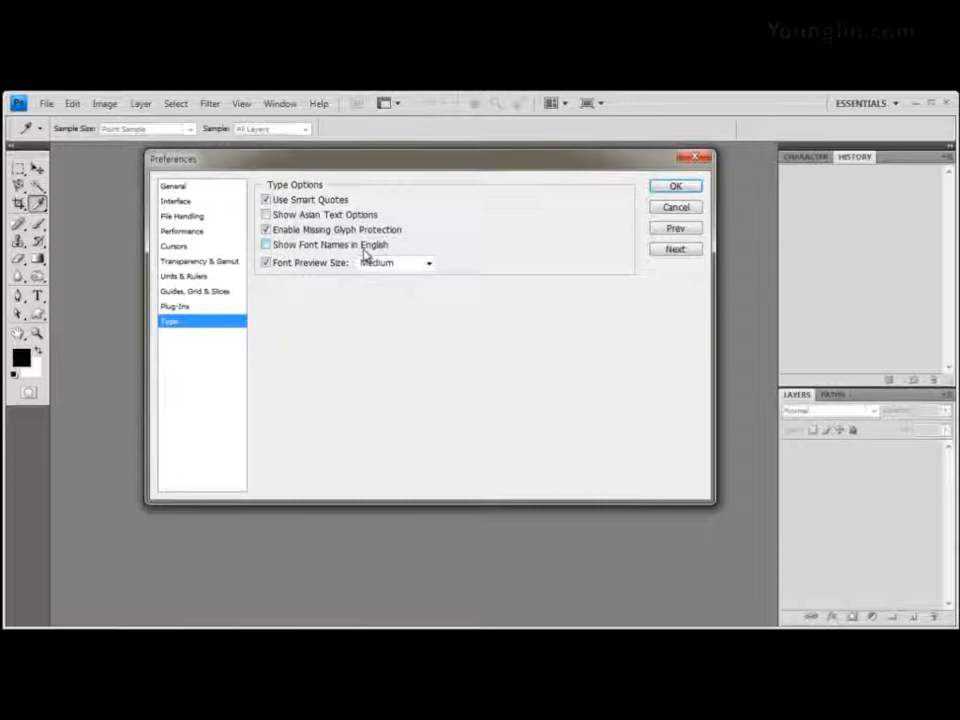 Younglin.com
Ps File Edit Image Layer Select Filter View Window Help ESSENTIALS
Sample Size: Point Sample Sample: All Layers
Preferences
CHARACTER HISTORY
General
Interface
File Handling
Performance
Cursors
Transparency & Gamut
Units & Rulers
Guides, Grid & Slices
Plug-Ins
Type
Type Options
Use Smart Quotes
Show Asian Text Options
Enable Missing Glyph Protection
Show Font Names in English
Font Preview Size: Medium
OK
Cancel
Prev
Next
LAYERS PATHS
Normal